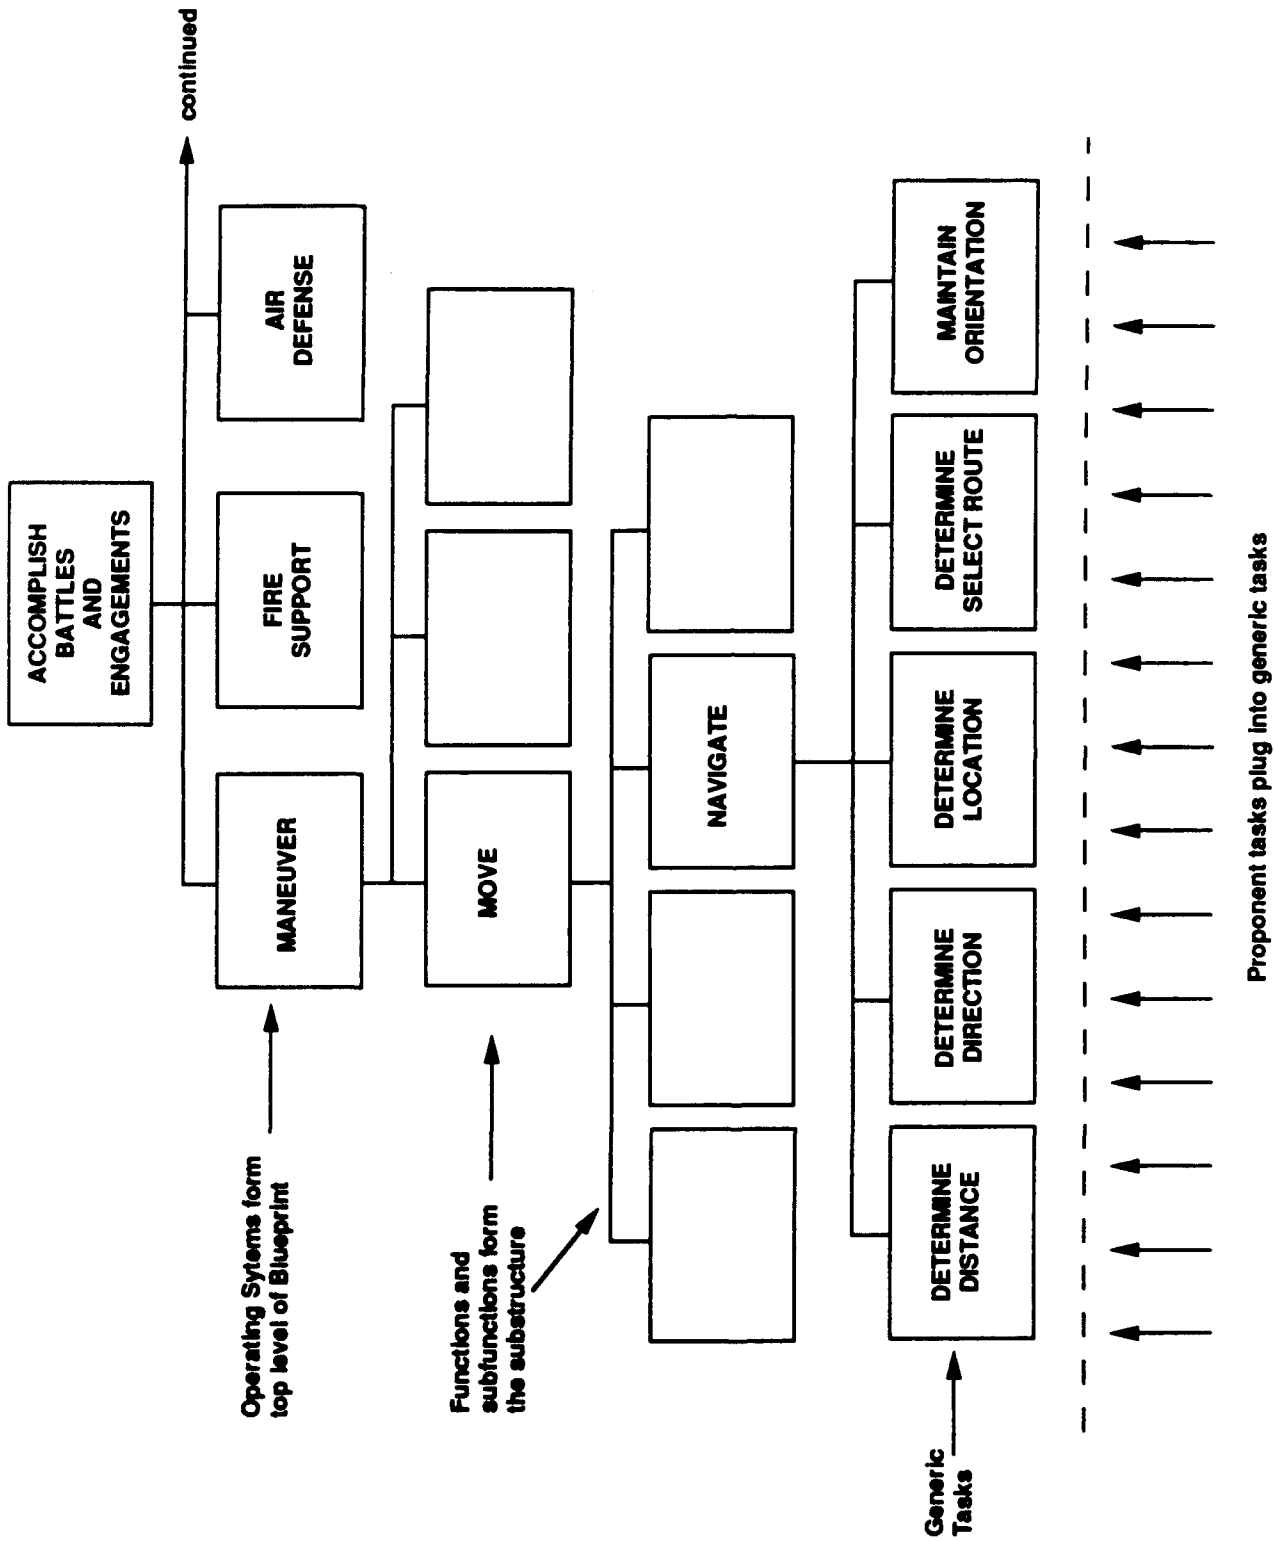 ACCOMPLISH
BATTLES
AND
ENGAGEMENTS
continued
Operating Sytems form
top level of Blueprint
MANEUVER
FIRE
SUPPORT
AIR
DEFENSE
Functions and
subfunctions form
the substructure
MOVE
NAVIGATE
Generic
Tasks
DETERMINE
DISTANCE
DETERMINE
DIRECTION
DETERMINE
LOCATION
DETERMINE
SELECT ROUTE
MAINTAIN
ORIENTATION
Proponent tasks plug into generic tasks